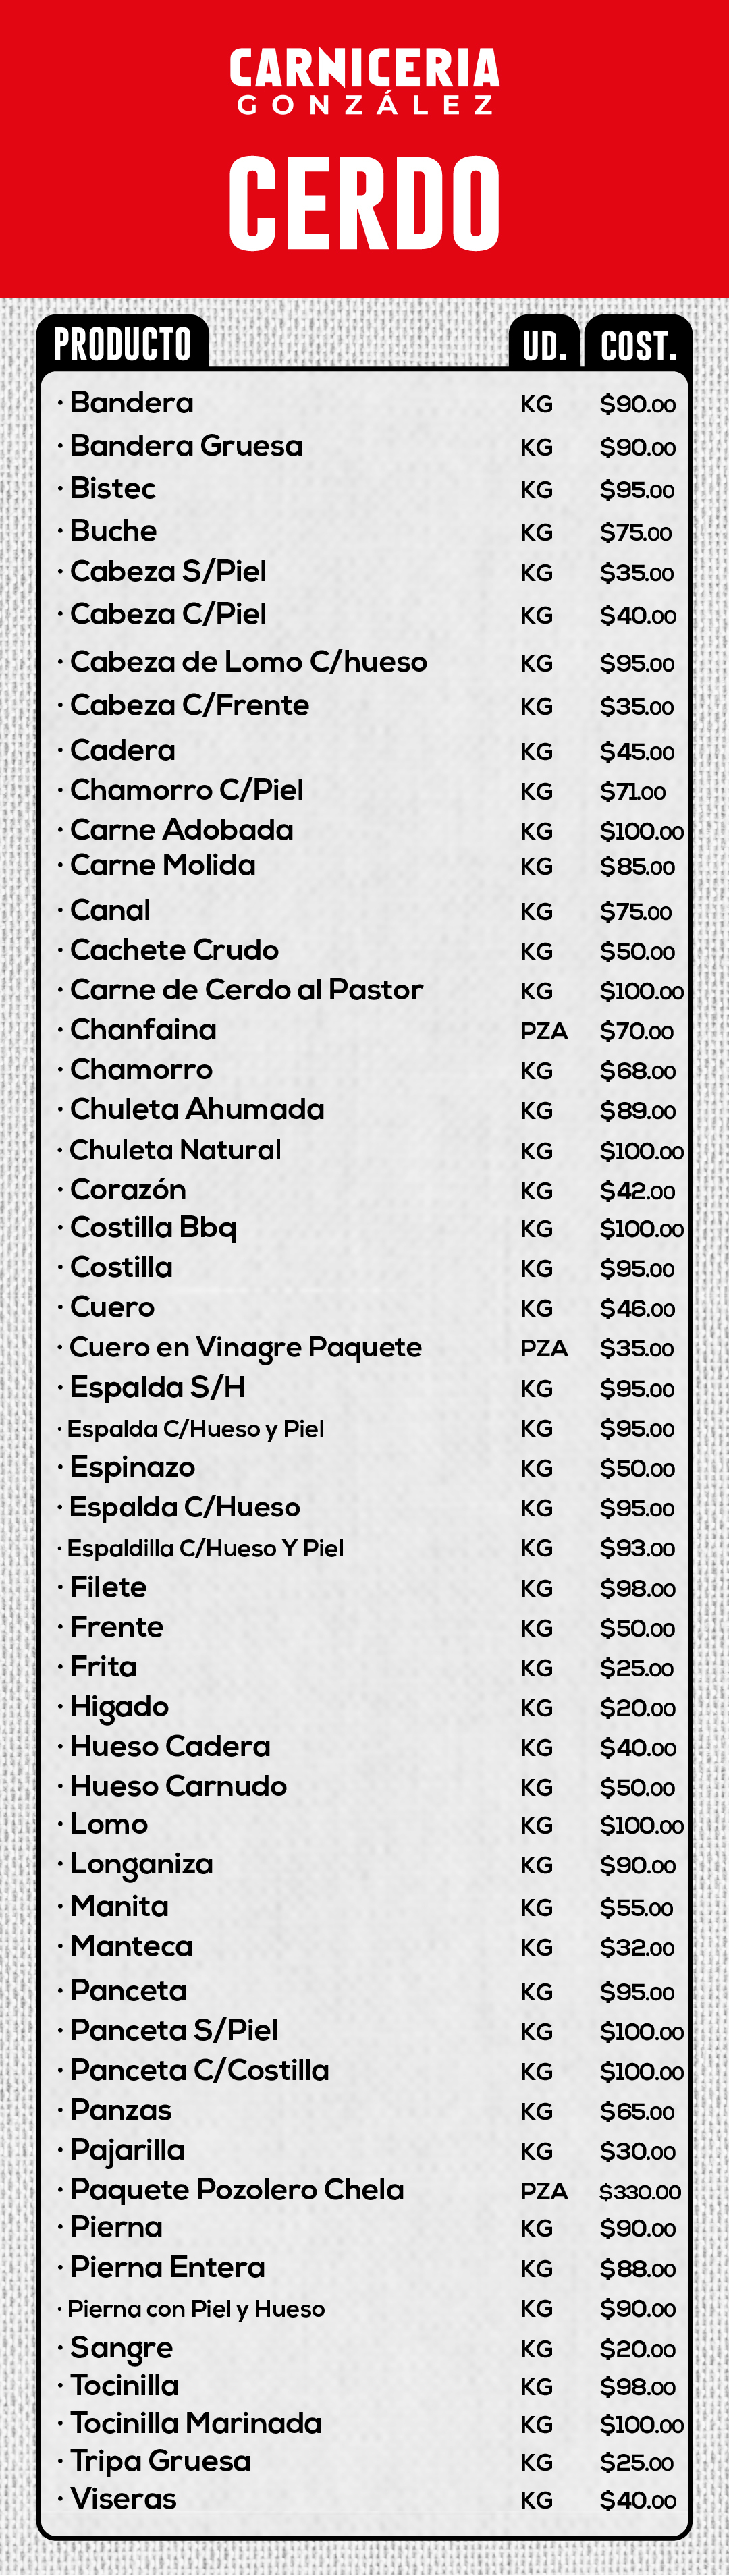 CARNICERIA
GONZÁLEZ
CERDO
PRODUCTO UD. COST.
· Bandera KG $90.00
· Bandera Gruesa KG $90.00
· Bistec KG $95.00
· Buche KG $75.00
· Cabeza S/Piel KG $35.00
· Cabeza C/Piel KG $40.00
· Cabeza de Lomo C/hueso KG $95.00
· Cabeza C/Frente KG $35.00
· Cadera KG $45.00
· Chamorro C/Piel KG $71.00
· Carne Adobada KG $100.00
· Carne Molida KG $85.00
· Canal KG $75.00
· Cachete Crudo KG $50.00
· Carne de Cerdo al Pastor KG $100.00
· Chanfaina PZA $70.00
· Chamorro KG $68.00
· Chuleta Ahumada KG $89.00
· Chuleta Natural KG $100.00
· Corazón KG $42.00
· Costilla Bbq KG $100.00
· Costilla KG $95.00
· Cuero KG $46.00
· Cuero en Vinagre Paquete PZA $35.00
· Espalda S/H KG $95.00
· Espalda C/Hueso y Piel KG $95.00
· Espinazo KG $50.00
· Espalda C/Hueso KG $95.00
· Espaldilla C/Hueso Y Piel KG $93.00
· Filete KG $98.00
· Frente KG $50.00
· Frita KG $25.00
· Higado KG $20.00
· Hueso Cadera KG $40.00
· Hueso Carnudo KG $50.00
· Lomo KG $100.00
· Longaniza KG $90.00
· Manita KG $55.00
· Manteca KG $32.00
· Panceta KG $95.00
· Panceta S/Piel KG $100.00
· Panceta C/Costilla KG $100.00
· Panzas KG $65.00
· Pajarilla KG $30.00
· Paquete Pozolero Chela PZA $330.00
· Pierna KG $90.00
· Pierna Entera KG $88.00
· Pierna con Piel y Hueso KG $90.00
· Sangre KG $20.00
· Tocinilla KG $98.00
· Tocinilla Marinada KG $100.00
· Tripa Gruesa KG $25.00
· Viseras KG $40.00